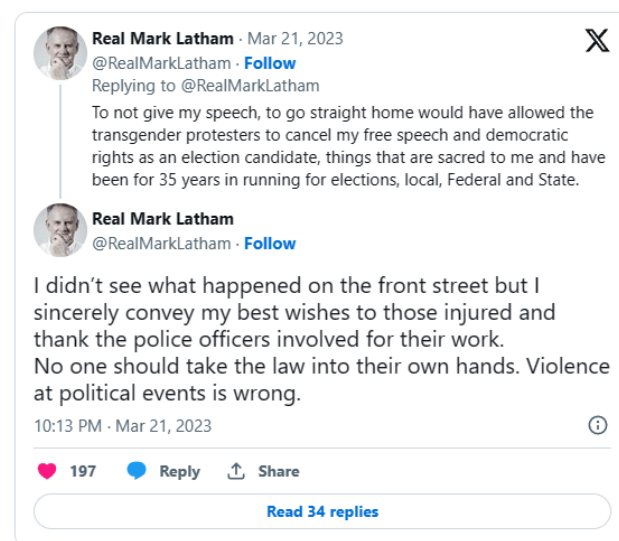 Real Mark Latham · Mar 21, 2023
@RealMarkLatham · Follow
Replying to @RealMarkLatham
To not give my speech, to go straight home would have allowed the
transgender protesters to cancel my free speech and democratic
rights as an election candidate, things that are sacred to me and have
been for 35 years in running for elections, local, Federal and State.
Real Mark Latham
@RealMarkLatham · Follow
I didn’t see what happened on the front street but I
sincerely convey my best wishes to those injured and
thank the police officers involved for their work.
No one should take the law into their own hands. Violence
at political events is wrong.
10:13 PM · Mar 21, 2023
197 Reply Share
Read 34 replies